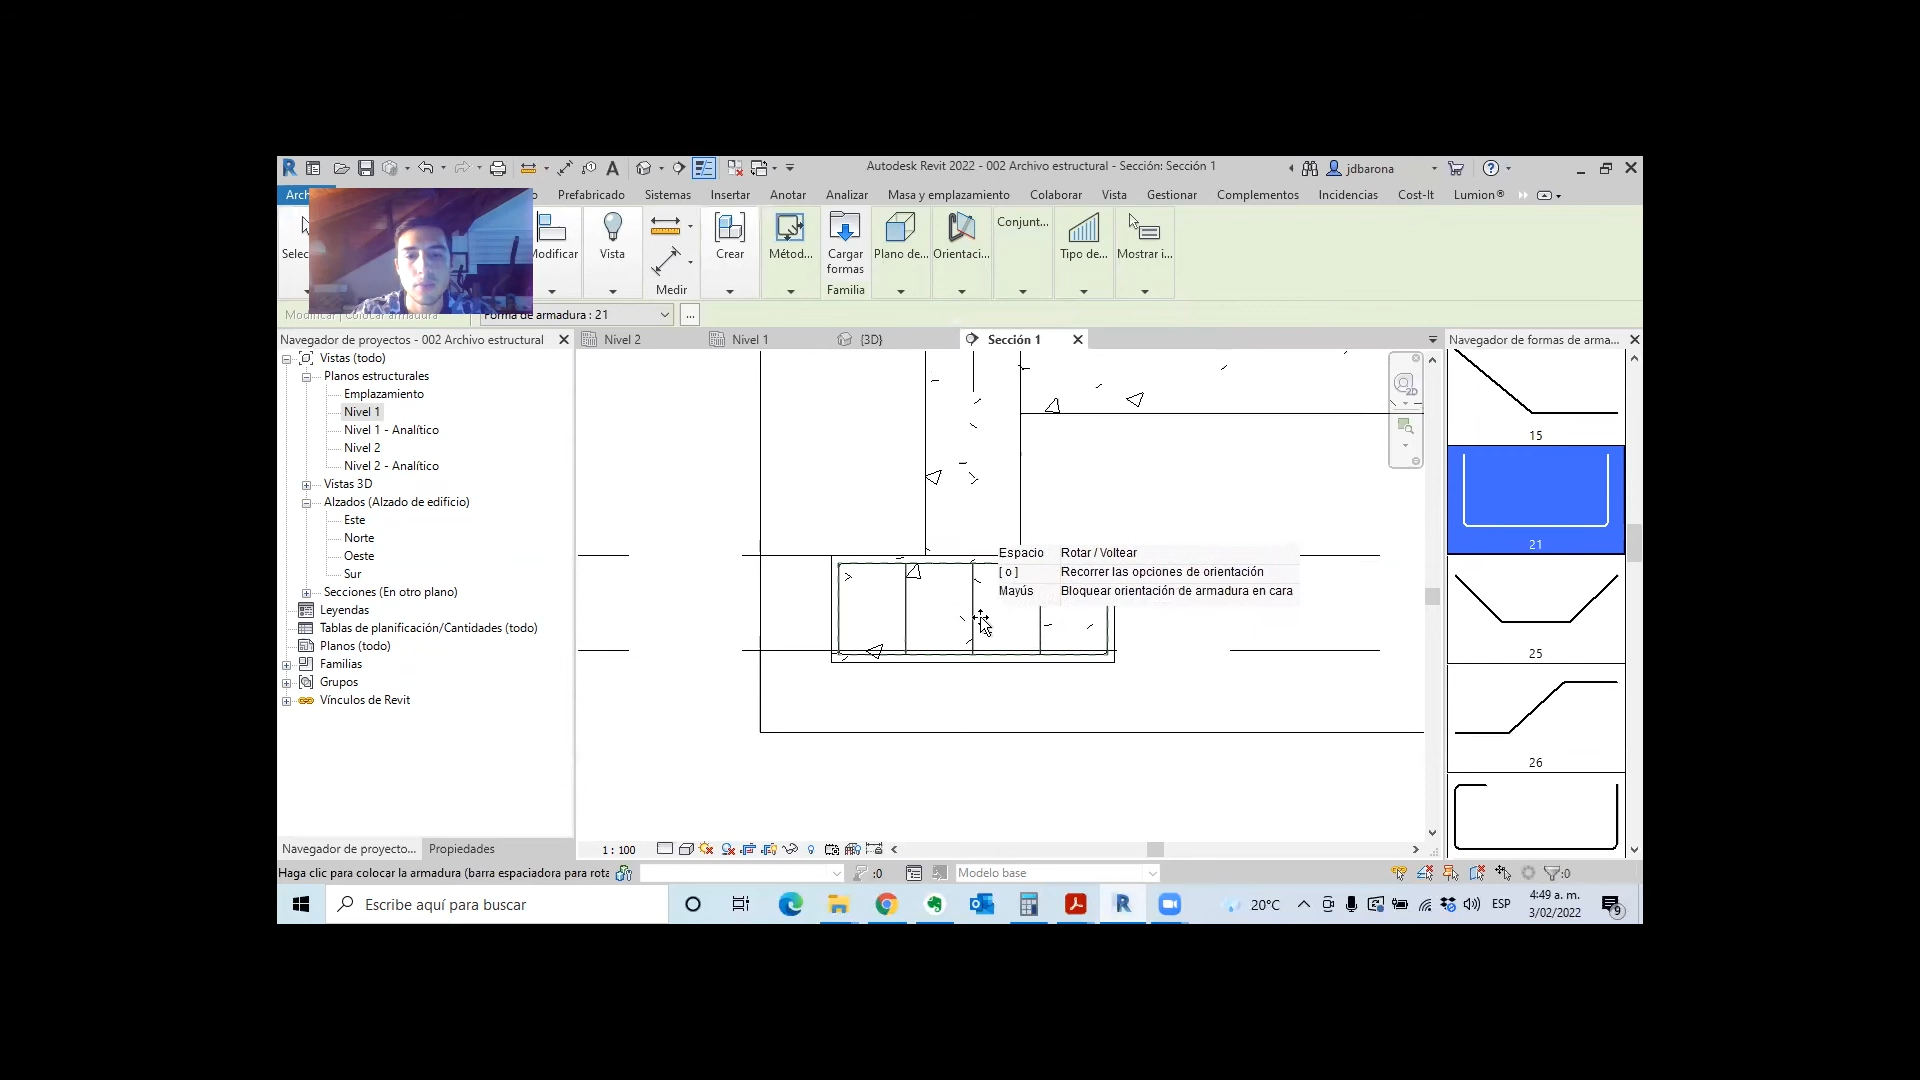 Autodesk Revit 2022 - 002 Archivo estructural - Sección: Sección 1
jdbarona
Arch
Prefabricado
Sistemas
Insertar
Anotar
Analizar
Masa y emplazamiento
Colaborar
Vista
Gestionar
Complementos
Incidencias
Cost-It
Lumion®
Selec
Modificar
Vista
Medir
Crear
Métod...
Cargar
formas
Familia
Plano de...
Orientaci...
Conjunt...
Tipo de...
Mostrar i...
Modificar | Colocar armadura
Forma de armadura : 21
...
Navegador de proyectos - 002 Archivo estructural
Nivel 2
Nivel 1
{3D}
Sección 1
Navegador de formas de arma...
Vistas (todo)
Planos estructurales
Emplazamiento
Nivel 1
Nivel 1 - Analítico
Nivel 2
Nivel 2 - Analítico
Vistas 3D
Alzados (Alzado de edificio)
Este
Norte
Oeste
Sur
Secciones (En otro plano)
Leyendas
Tablas de planificación/Cantidades (todo)
Planos (todo)
Familias
Grupos
Vínculos de Revit
Espacio Rotar / Voltear
[ o ] Recorrer las opciones de orientación
Mayús Bloquear orientación de armadura en cara
2D
15
21
25
26
Navegador de proyecto...
Propiedades
1 : 100
Haga clic para colocar la armadura (barra espaciadora para rota
:0
Modelo base
:0
Escribe aquí para buscar
20°C
ESP
4:49 a. m.
3/02/2022
9